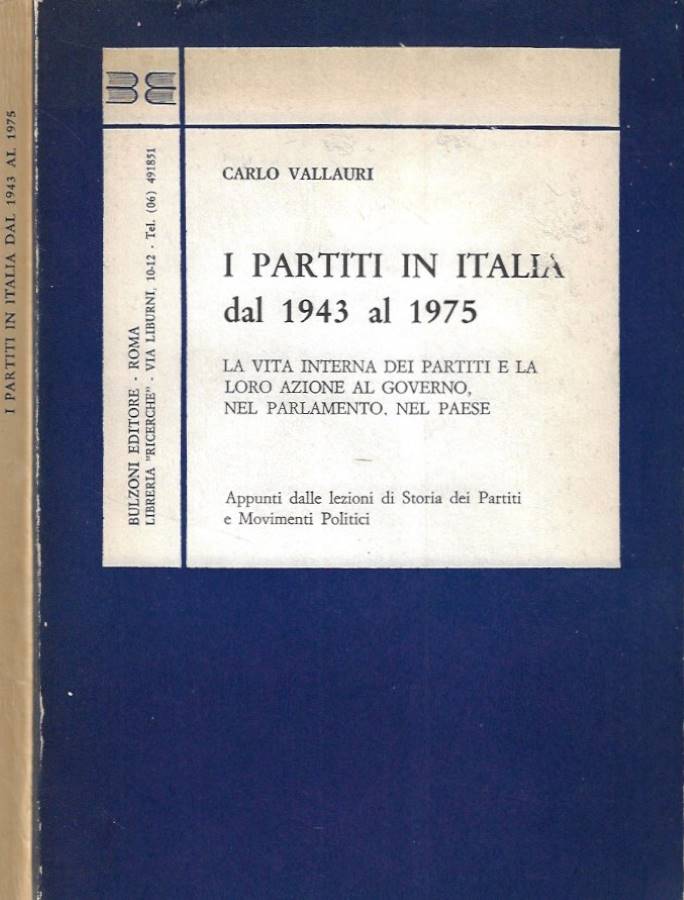 I PARTITI IN ITALIA DAL 1943 AL 1975
BE
BULZONI EDITORE - ROMA
LIBRERIA "RICERCHE" - VIA LIBURNI, 10-12 - Tel. (06) 491851
CARLO VALLAURI
I PARTITI IN ITALIA
dal 1943 al 1975
LA VITA INTERNA DEI PARTITI E LA
LORO AZIONE AL GOVERNO,
NEL PARLAMENTO. NEL PAESE
Appunti dalle lezioni di Storia dei Partiti
e Movimenti Politici